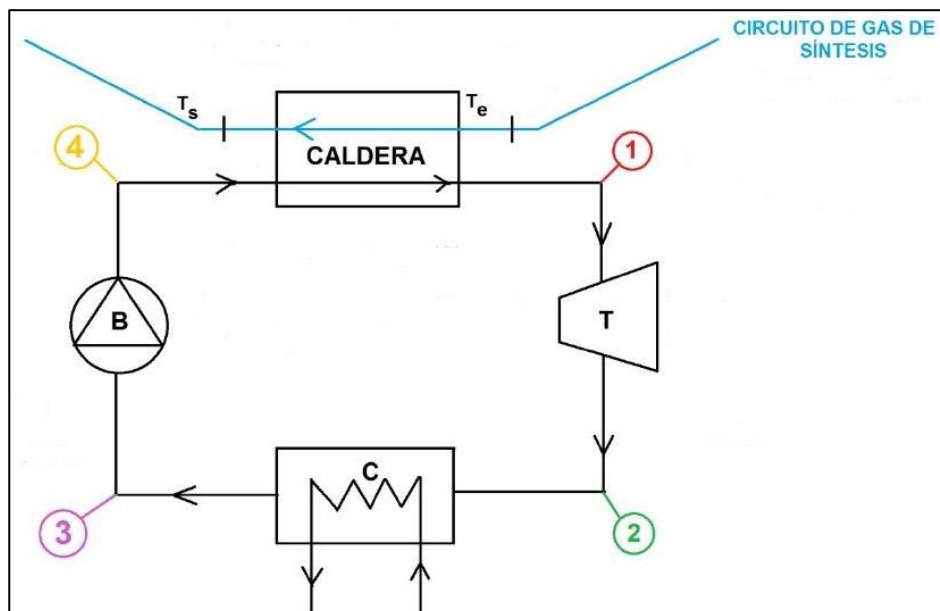 CIRCUITO DE GAS DE
SÍNTESIS
Ts
Te
4
CALDERA
1
B
T
C
3
2